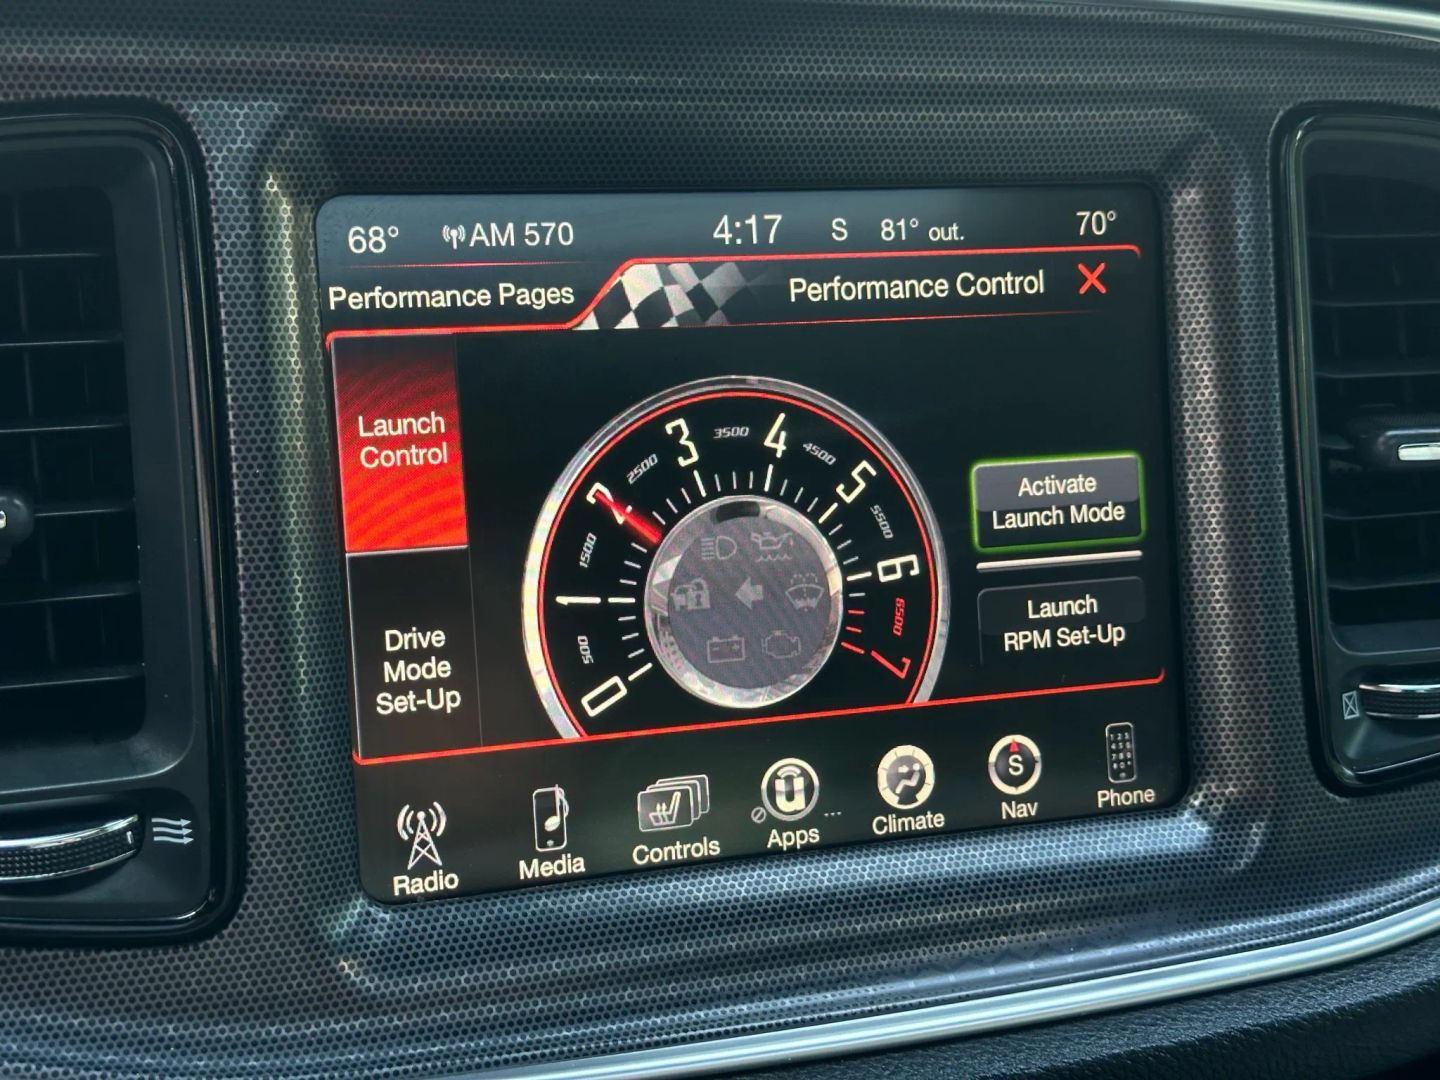 68° AM 570 4:17 S 81° out. 70°
Performance Pages Performance Control X
Launch
Control
Drive
Mode
Set-Up
0 500 1 1500 2 2500 3 3500 4 4500 5 5500 6 6500 7
Activate
Launch Mode
Launch
RPM Set-Up
Radio Media Controls Apps Climate Nav Phone
S